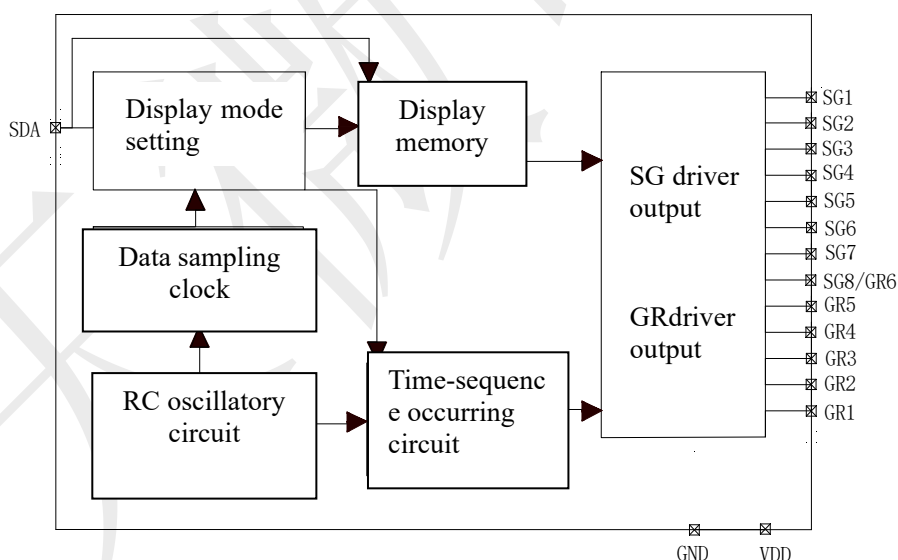 SDA
Display mode
setting
Display
memory
Data sampling
clock
RC oscillatory
circuit
Time-sequenc
e occurring
circuit
SG driver
output
GRdriver
output
SG1
SG2
SG3
SG4
SG5
SG6
SG7
SG8/GR6
GR5
GR4
GR3
GR2
GR1
GND
VDD